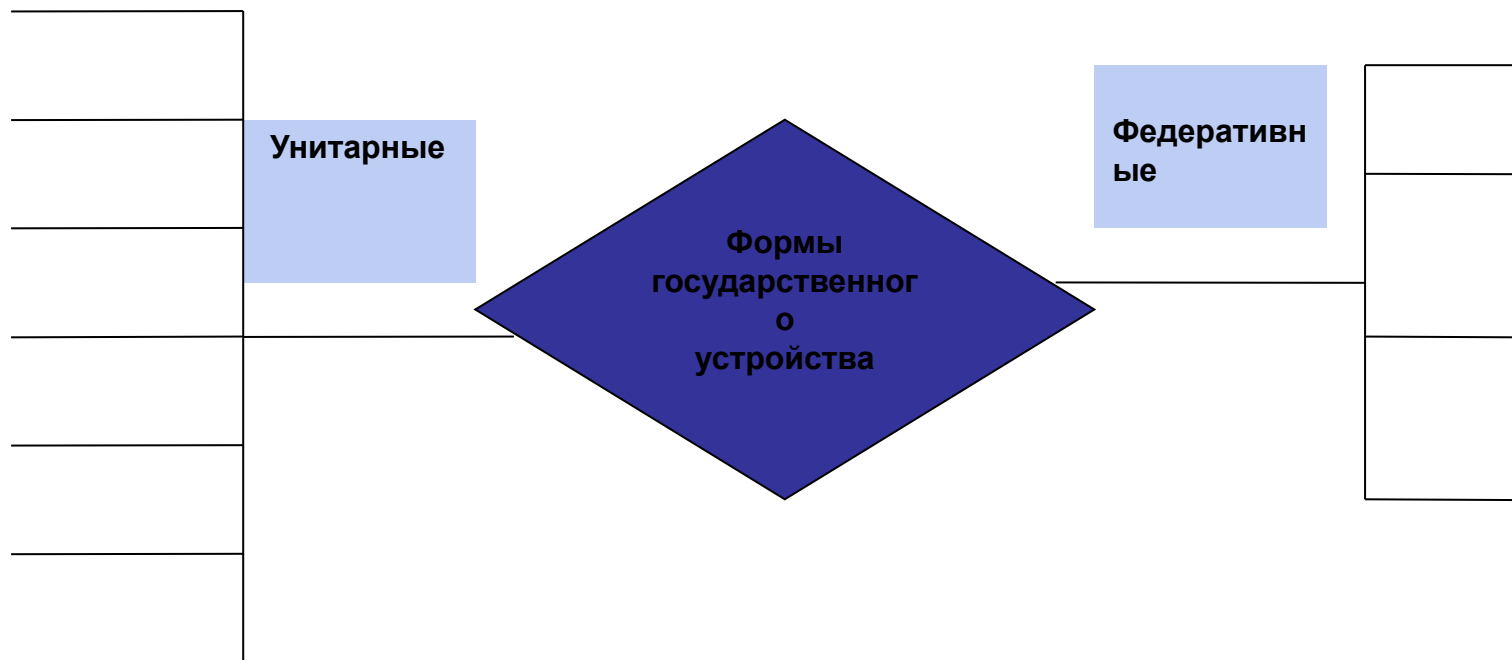 Унитарные
Федеративн
ые
Формы
государственног
о
устройства